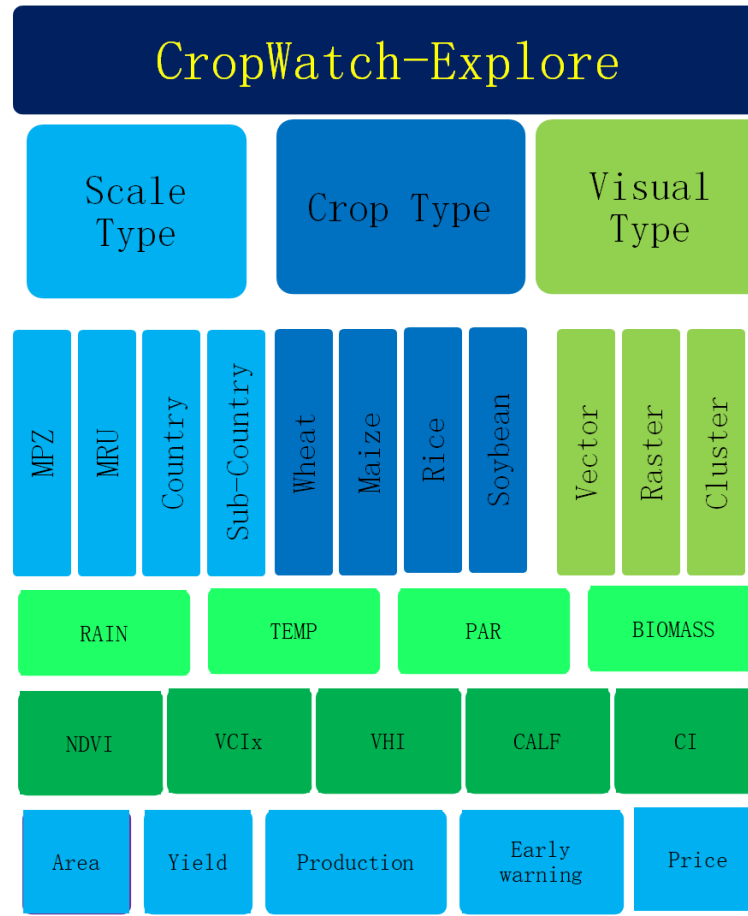 CropWatch-Explore
Scale
Type
Crop Type
Visual
Type
MPZ
MRU
Country
Sub-Country
Wheat
Maize
Rice
Soybean
Vector
Raster
Cluster
RAIN
TEMP
PAR
BIOMASS
NDVI
VCIx
VHI
CALF
CI
Area
Yield
Production
Early
warning
Price